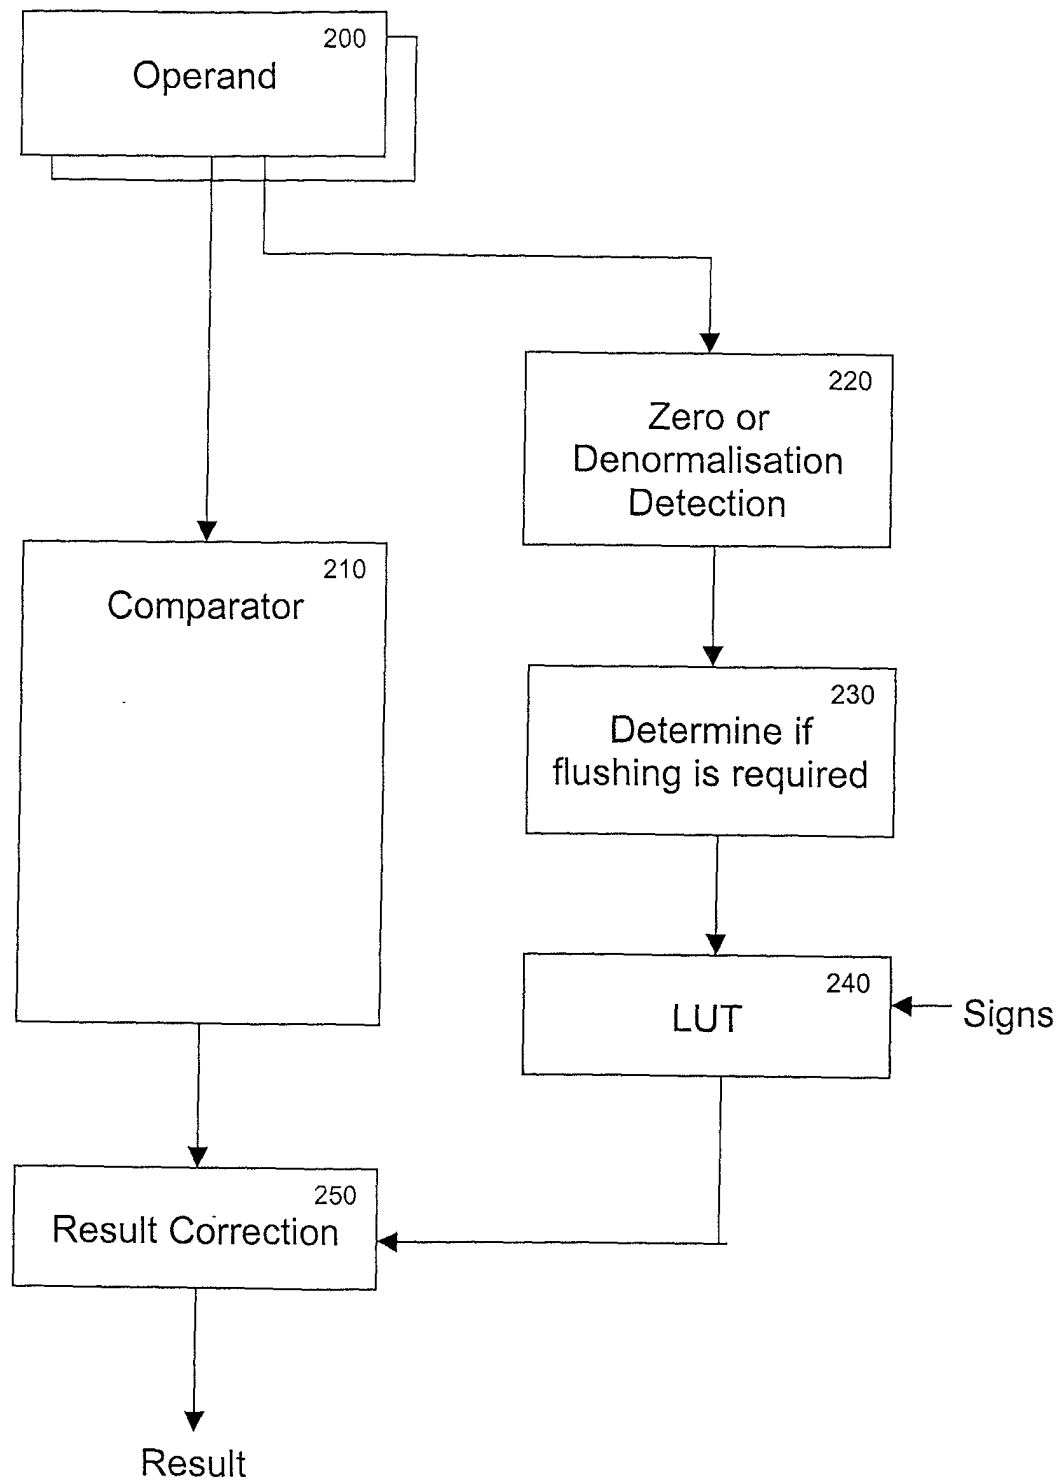 200
Operand
220
Zero or
Denormalisation
Detection
210
Comparator
230
Determine if
flushing is required
240
LUT
Signs
250
Result Correction
Result